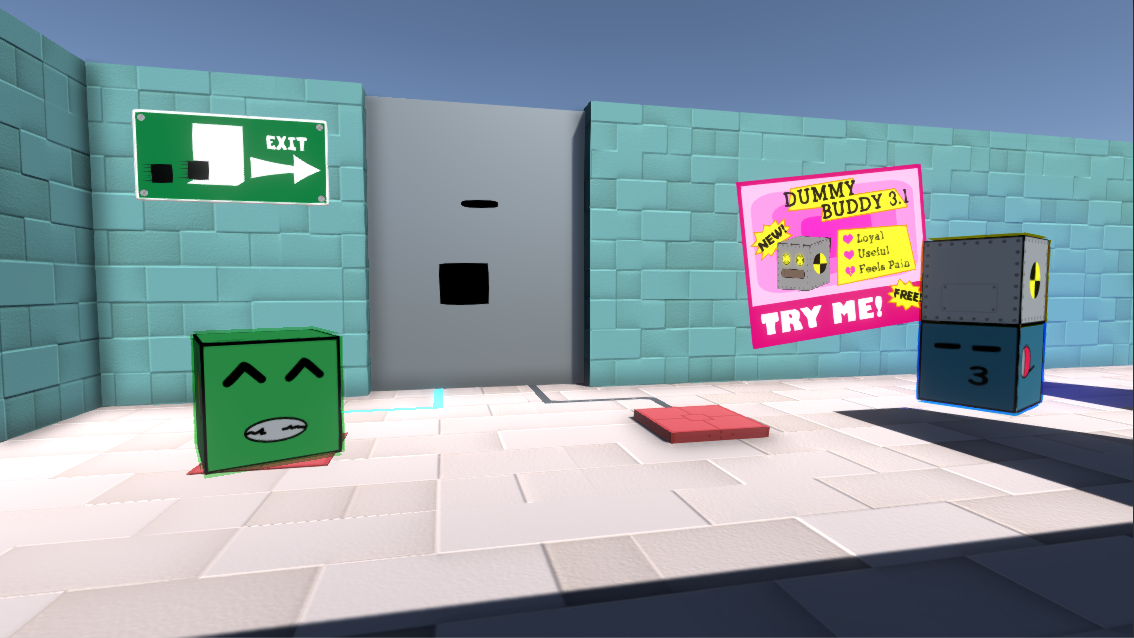 EXIT
DUMMY
BUDDY 3.1
NEW!
Loyal
Useful
Feels Pain
FREE!
TRY ME!